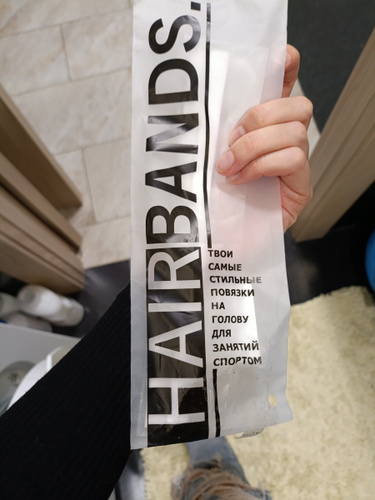 HAIRBANDS.
ТВОИ
САМЫЕ
СТИЛЬНЫЕ
ПОВЯЗКИ
НА
ГОЛОВУ
ДЛЯ
ЗАНЯТИЙ
СПОРТОМ